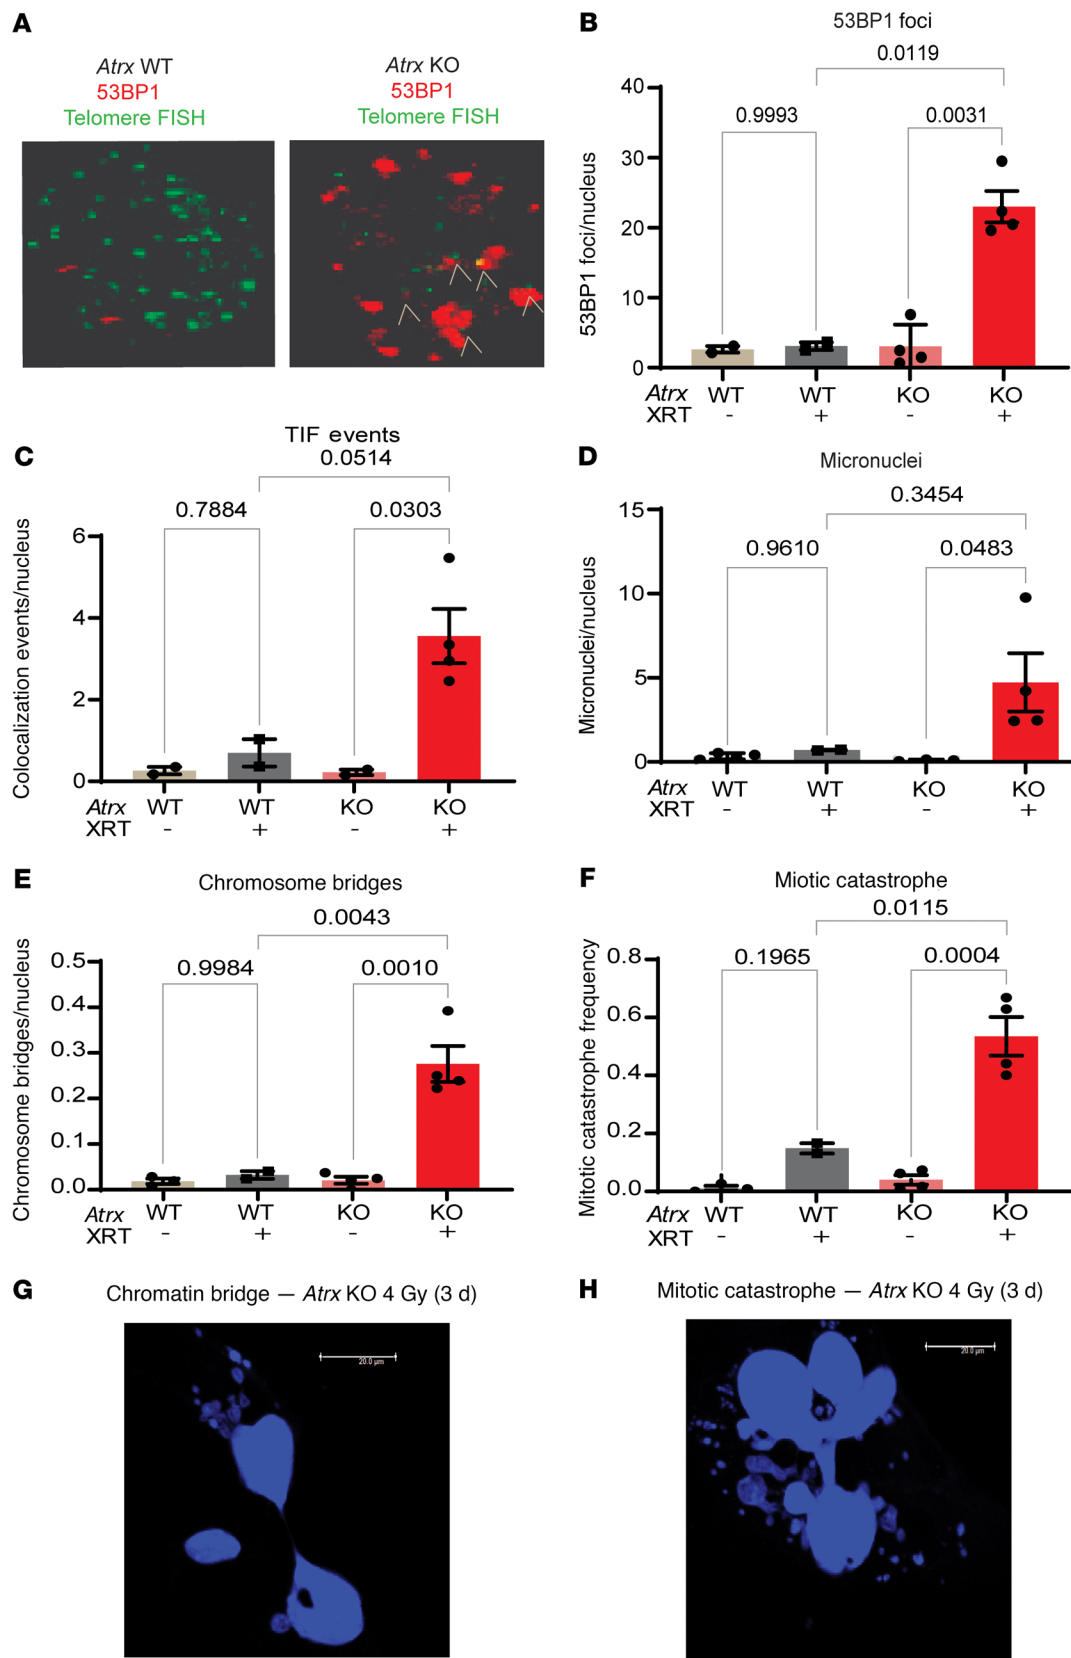 A
Atrx WT
53BP1
Telomere FISH
Atrx KO
53BP1
Telomere FISH
B
53BP1 foci
0.0119
0.9993
0.0031
53BP1 foci/nucleus
40
30
20
10
0
Atrx WT WT KO KO
XRT - + - +
C
TIF events
0.0514
0.7884
0.0303
Colocalization events/nucleus
6
4
2
0
Atrx WT WT KO KO
XRT - + - +
D
Micronuclei
0.3454
0.9610
0.0483
Micronuclei/nucleus
15
10
5
0
Atrx WT WT KO KO
XRT - + - +
E
Chromosome bridges
0.0043
0.9984
0.0010
Chromosome bridges/nucleus
0.5
0.4
0.3
0.2
0.1
0.0
Atrx WT WT KO KO
XRT - + - +
F
Miotic catastrophe
0.0115
0.1965
0.0004
Mitotic catastrophe frequency
0.8
0.6
0.4
0.2
0.0
Atrx WT WT KO KO
XRT - + - +
G
Chromatin bridge — Atrx KO 4 Gy (3 d)
20.0 µm
H
Mitotic catastrophe — Atrx KO 4 Gy (3 d)
20.0 µm